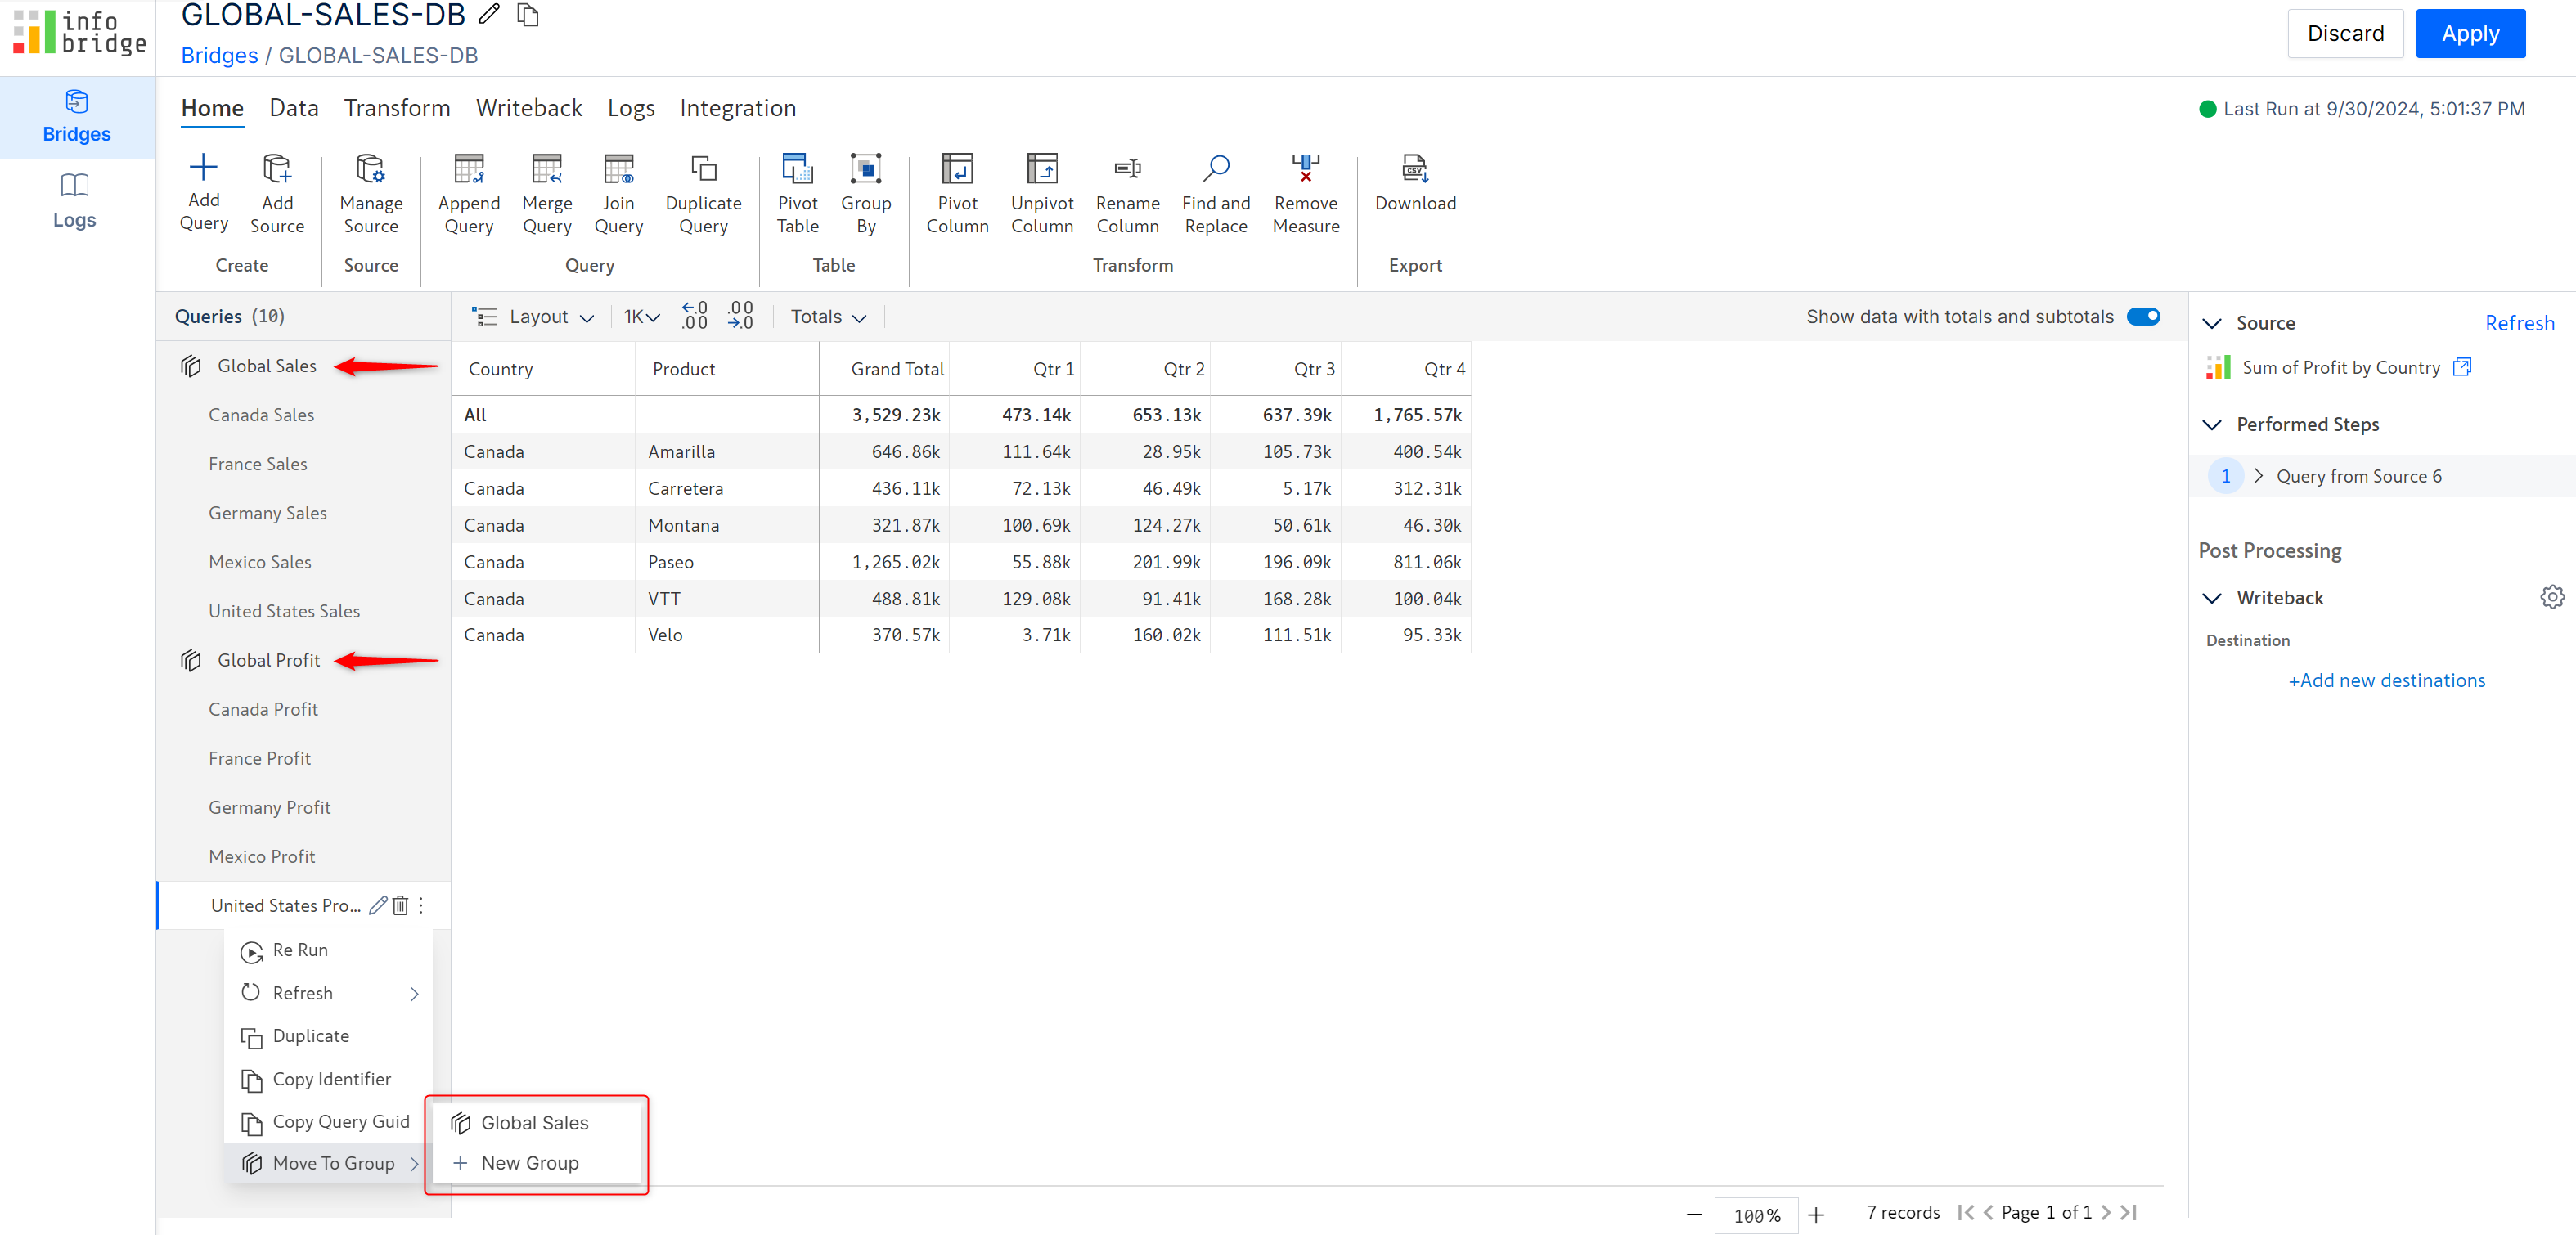 info
bridge
GLOBAL-SALES-DB
Bridges / GLOBAL-SALES-DB
Discard
Apply
Bridges
Logs
Home Data Transform Writeback Logs Integration
Last Run at 9/30/2024, 5:01:37 PM
Add Query
Add Source
Manage Source
Append Query
Merge Query
Join Query
Duplicate Query
Pivot Table
Group By
Pivot Column
Unpivot Column
Rename Column
Find and Replace
Remove Measure
CSV
Download
Create Source Query Table Transform Export
Queries (10)
Global Sales
Canada Sales
France Sales
Germany Sales
Mexico Sales
United States Sales
Global Profit
Canada Profit
France Profit
Germany Profit
Mexico Profit
United States Pro...
Re Run
Refresh
Duplicate
Copy Identifier
Copy Query Guid
Move To Group
Global Sales
New Group
Layout 1K .0 .00 .00 .0 Totals
Show data with totals and subtotals
Country Product Grand Total Qtr 1 Qtr 2 Qtr 3 Qtr 4
All 3,529.23k 473.14k 653.13k 637.39k 1,765.57k
Canada Amarilla 646.86k 111.64k 28.95k 105.73k 400.54k
Canada Carretera 436.11k 72.13k 46.49k 5.17k 312.31k
Canada Montana 321.87k 100.69k 124.27k 50.61k 46.30k
Canada Paseo 1,265.02k 55.88k 201.99k 196.09k 811.06k
Canada VTT 488.81k 129.08k 91.41k 168.28k 100.04k
Canada Velo 370.57k 3.71k 160.02k 111.51k 95.33k
100%
7 records
Page 1 of 1
Source Refresh
Sum of Profit by Country
Performed Steps
1 Query from Source 6
Post Processing
Writeback
Destination
+Add new destinations